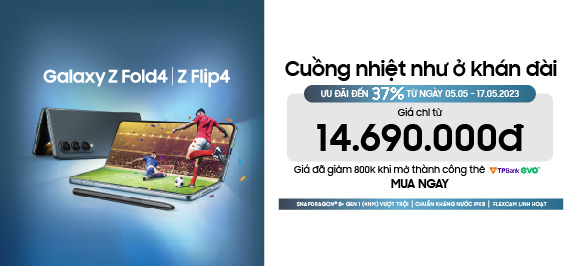 Galaxy Z Fold4 | Z Flip4
Cuồng nhiệt như ở khán đài
ƯU ĐÃI ĐẾN 37% TỪ NGÀY 05.05 - 17.05.2023
Giá chỉ từ
14.690.000đ
Giá đã giảm 800k khi mở thành công thẻ TPBank evo
MUA NGAY
SNAPDRAGON® 8+ GEN 1 (4NM) VƯỢT TRỘI | CHUẨN KHÁNG NƯỚC IPX8 | FLEXCAM LINH HOẠT